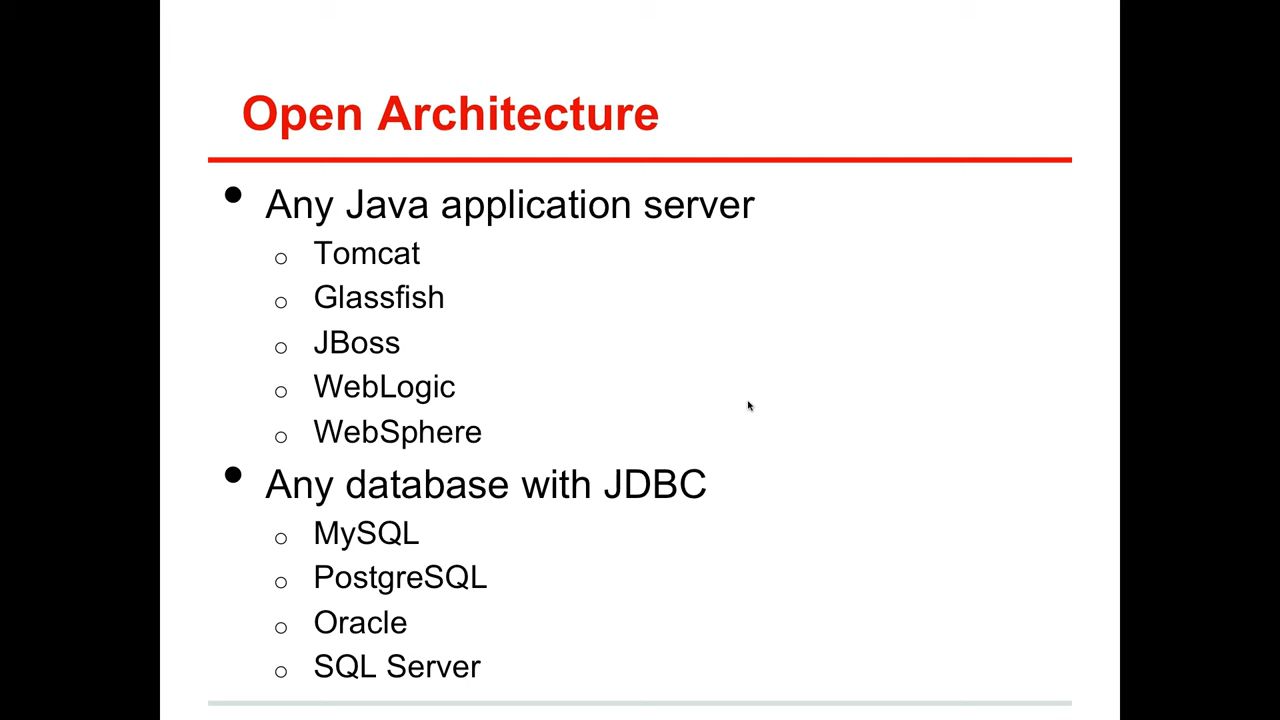 Open Architecture
Any Java application server
Tomcat
Glassfish
JBoss
WebLogic
WebSphere
Any database with JDBC
MySQL
PostgreSQL
Oracle
SQL Server